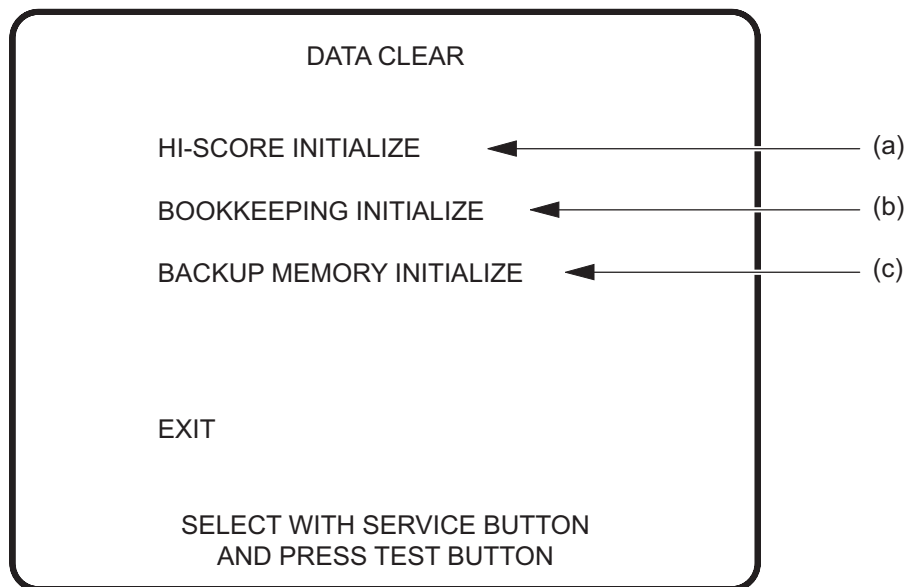 DATA CLEAR
HI-SCORE INITIALIZE (a)
BOOKKEEPING INITIALIZE (b)
BACKUP MEMORY INITIALIZE (c)
EXIT
SELECT WITH SERVICE BUTTON
AND PRESS TEST BUTTON